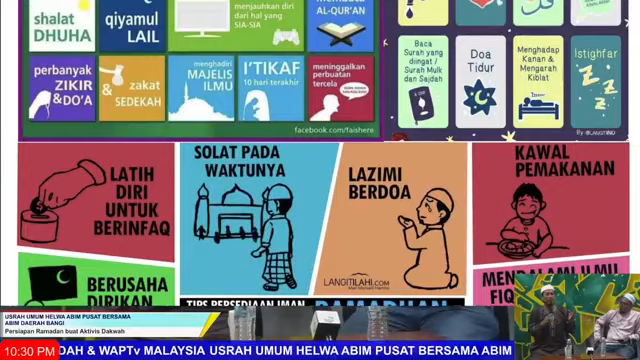 shalat
DHUHA
qiyamul
LAIL
menjauhkan diri
dari hal yang
SIA-SIA
AL-QUR'AN
perbanyak
ZIKIR
&DO'A
zakat
&
SEDEKAH
menghadiri
MAJELIS
ILMU
I'TIKAF
10 hari terakhir
meninggalkan
perbuatan
tercela
facebook.com/faishere
Baca
Surah yang
diingat /
Surah Mulk
dan Sajdah
Doa
Tidur
Menghadap
Kanan &
Mengarah
Kiblat
Istighfar
LATIH
DIRI
UNTUK
BERINFAQ
SOLAT PADA
WAKTUNYA
LAZIMI
BERDOA
LANGITILAHI.COM
KAWAL
PEMAKANAN
BERUSAHA
DIRIKAN
TIPS PERSEDIAAN IMAN
RAMADHAN
MENDALAMI ILMU
FIQ
USRAH UMUM HELWA ABIM PUSAT BERSAMA
ABIM DAERAH BANGI
Persiapan Ramadan buat Aktivis Dakwah
10:30 PM
DAH & WAPTv MALAYSIA USRAH UMUM HELWA ABIM PUSAT BERSAMA ABIM